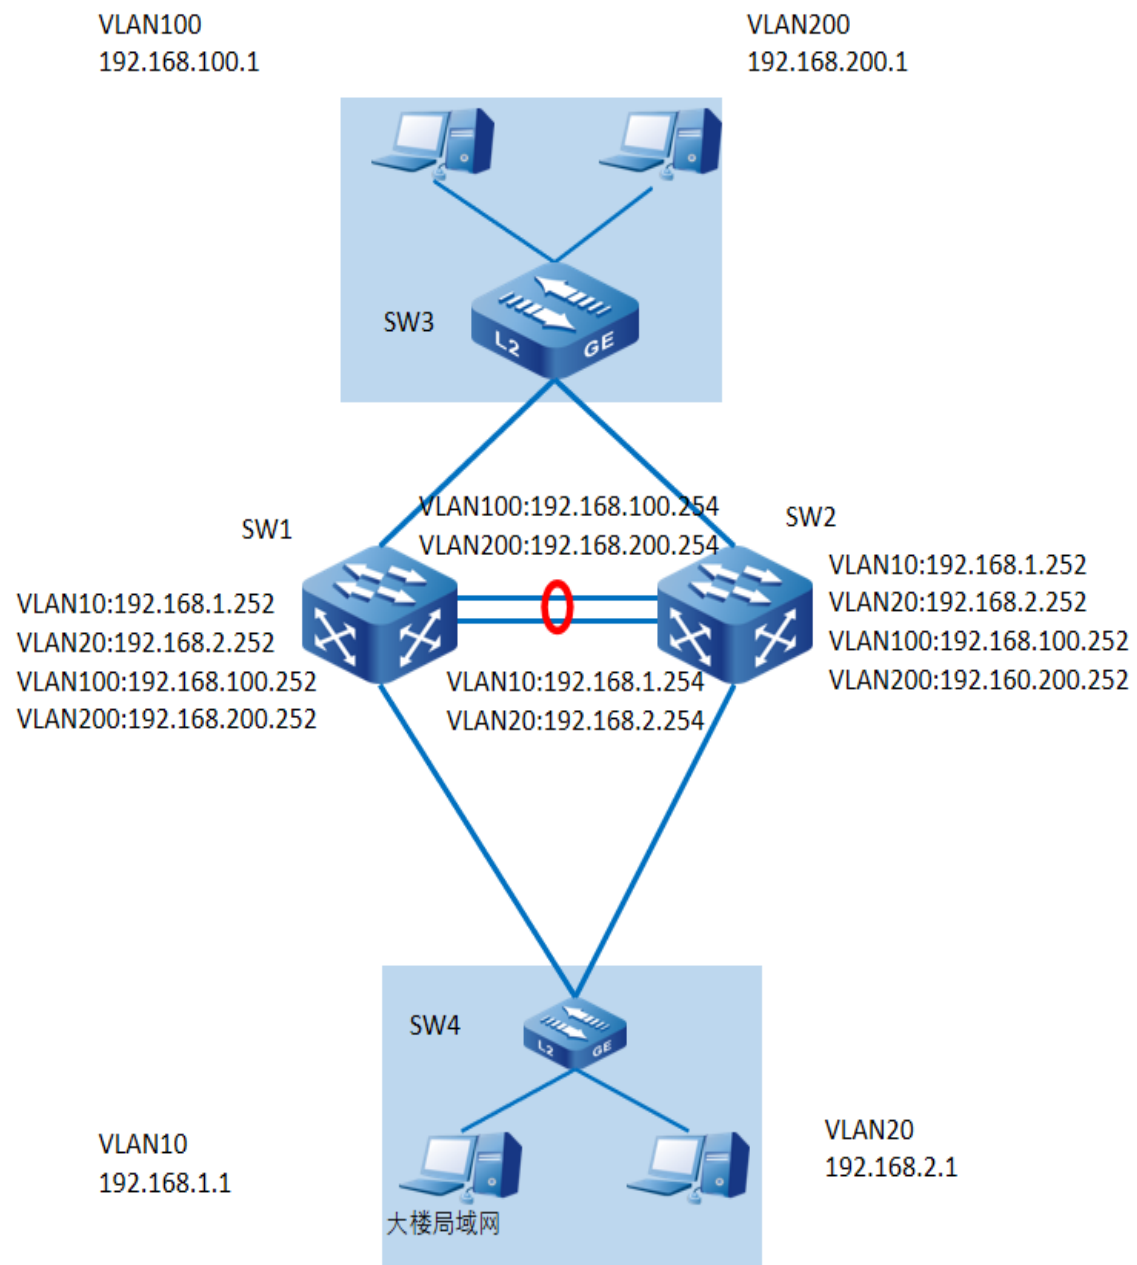 VLAN100
192.168.100.1
VLAN200
192.168.200.1
SW3
L2
GE
VLAN100:192.168.100.254
VLAN200:192.168.200.254
SW1
SW2
VLAN10:192.168.1.252
VLAN20:192.168.2.252
VLAN100:192.168.100.252
VLAN200:192.168.200.252
VLAN10:192.168.1.254
VLAN20:192.168.2.254
VLAN10:192.168.1.252
VLAN20:192.168.2.252
VLAN100:192.168.100.252
VLAN200:192.160.200.252
SW4
L2
GE
VLAN10
192.168.1.1
大楼局域网
VLAN20
192.168.2.1